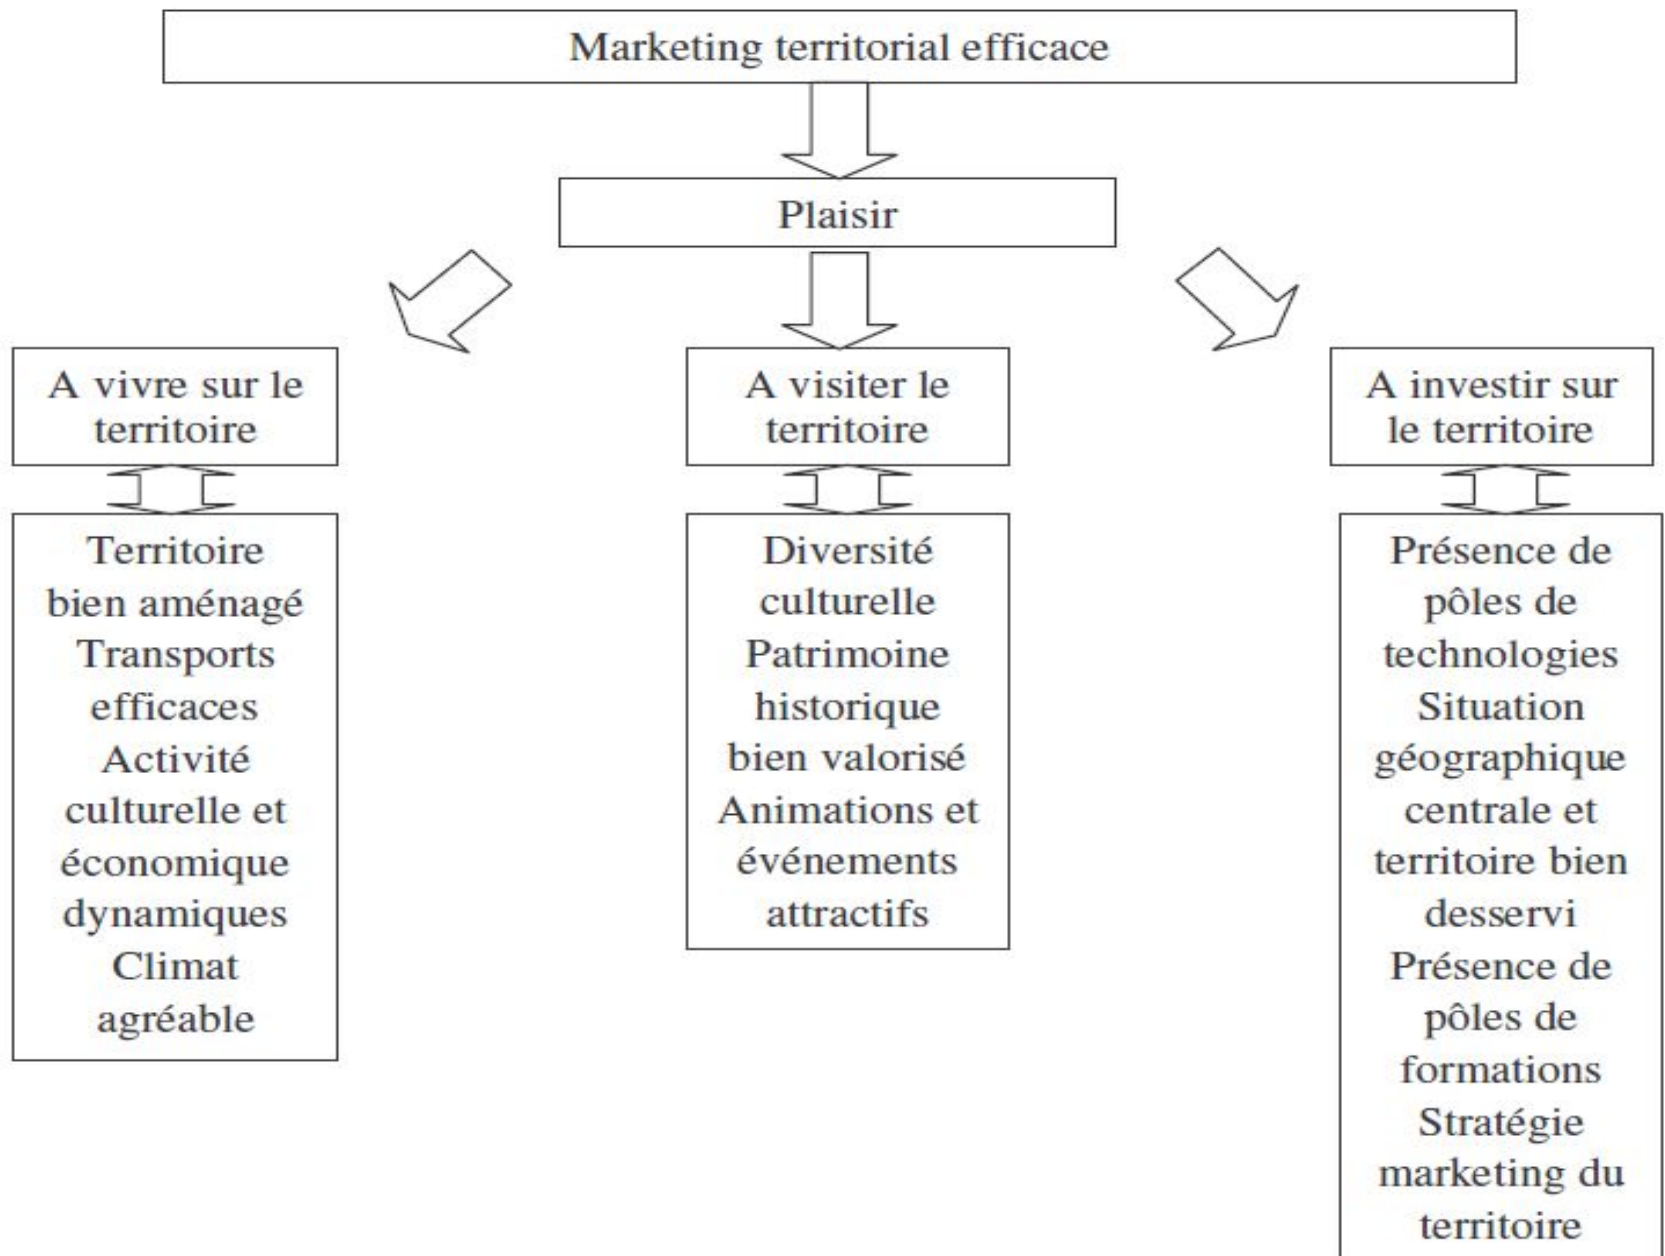 Marketing territorial efficace
Plaisir
A vivre sur le
territoire
Territoire
bien aménagé
Transports
efficaces
Activité
culturelle et
économique
dynamiques
Climat
agréable
A visiter le
territoire
Diversité
culturelle
Patrimoine
historique
bien valorisé
Animations et
événements
attractifs
A investir sur
le territoire
Présence de
pôles de
technologies
Situation
géographique
centrale et
territoire bien
desservi
Présence de
pôles de
formations
Stratégie
marketing du
territoire